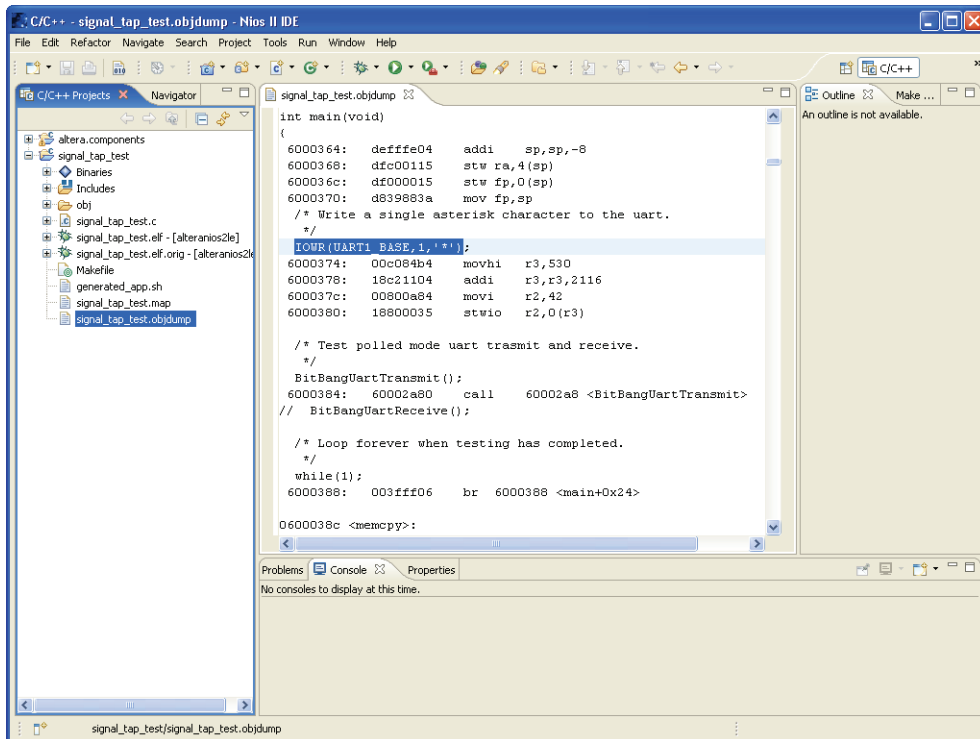 C/C++ - signal_tap_test.objdump - Nios II IDE
File Edit Refactor Navigate Search Project Tools Run Window Help
C/C++
C/C++ Projects
Navigator
signal_tap_test.objdump
Outline
Make ...
altera.components
signal_tap_test
Binaries
Includes
obj
signal_tap_test.c
signal_tap_test.elf - [alteranios2le]
signal_tap_test.elf.orig - [alteranios2le
Makefile
generated_app.sh
signal_tap_test.map
signal_tap_test.objdump
int main(void)
{
6000364: defffe04 addi sp,sp,-8
6000368: dfc00115 stw ra,4(sp)
600036c: df000015 stw fp,0(sp)
6000370: d839883a mov fp,sp
/* Write a single asterisk character to the uart.
*/
IOWR(UART1_BASE,1,'*');
6000374: 00c084b4 movhi r3,530
6000378: 18c21104 addi r3,r3,2116
600037c: 00800a84 movi r2,42
6000380: 18800035 stwio r2,0(r3)
/* Test polled mode uart trasmit and receive.
*/
BitBangUartTransmit();
6000384: 60002a80 call 60002a8 <BitBangUartTransmit>
// BitBangUartReceive();
/* Loop forever when testing has completed.
*/
while(1);
6000388: 003fff06 br 6000388 <main+0x24>
0600038c <memcpy>:
An outline is not available.
Problems
Console
Properties
No consoles to display at this time.
signal_tap_test/signal_tap_test.objdump